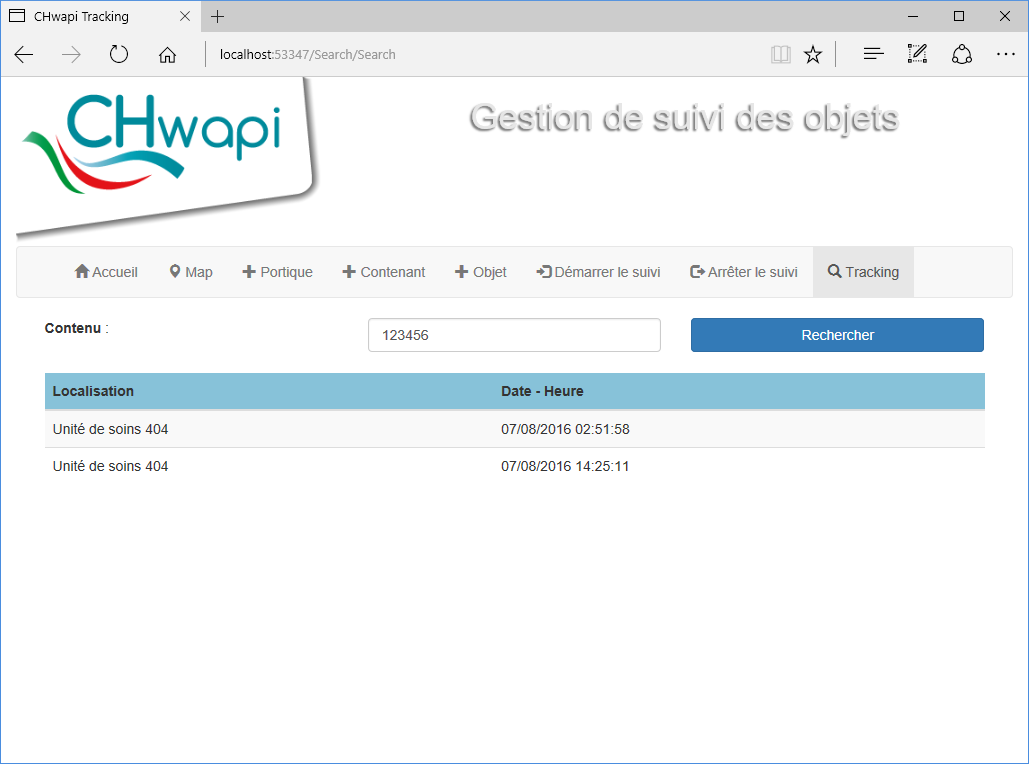 CHwapi Tracking
localhost:53347/Search/Search
CHwapi
Gestion de suivi des objets
Accueil Map Portique Contenant Objet Démarrer le suivi Arrêter le suivi Tracking
Contenu : 123456 Rechercher
Localisation Date - Heure
Unité de soins 404 07/08/2016 02:51:58
Unité de soins 404 07/08/2016 14:25:11